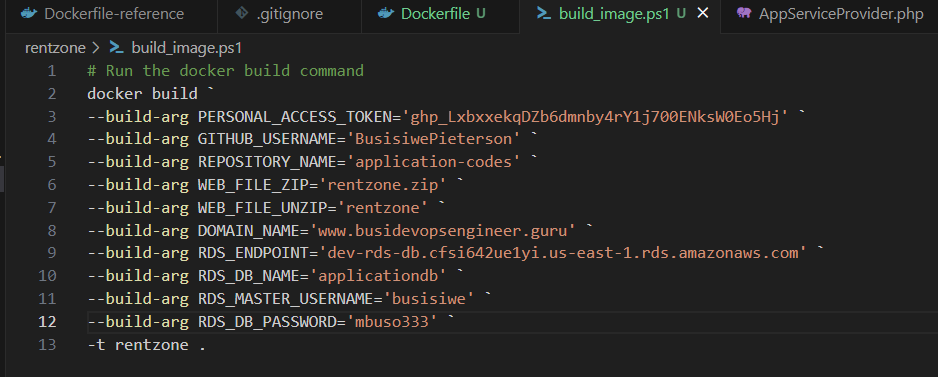 Dockerfile-reference .gitignore Dockerfile U build_image.ps1 U AppServiceProvider.php
rentzone > build_image.ps1
1 # Run the docker build command
2 docker build `
3 --build-arg PERSONAL_ACCESS_TOKEN='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' `
4 --build-arg GITHUB_USERNAME='BusisiwePieterson' `
5 --build-arg REPOSITORY_NAME='application-codes' `
6 --build-arg WEB_FILE_ZIP='rentzone.zip' `
7 --build-arg WEB_FILE_UNZIP='rentzone' `
8 --build-arg DOMAIN_NAME='www.busidevopsengineer.guru' `
9 --build-arg RDS_ENDPOINT='dev-rds-db.cfsi642ue1yi.us-east-1.rds.amazonaws.com' `
10 --build-arg RDS_DB_NAME='applicationdb' `
11 --build-arg RDS_MASTER_USERNAME='busisiwe' `
12 --build-arg RDS_DB_PASSWORD='mbuso333' `
13 -t rentzone .